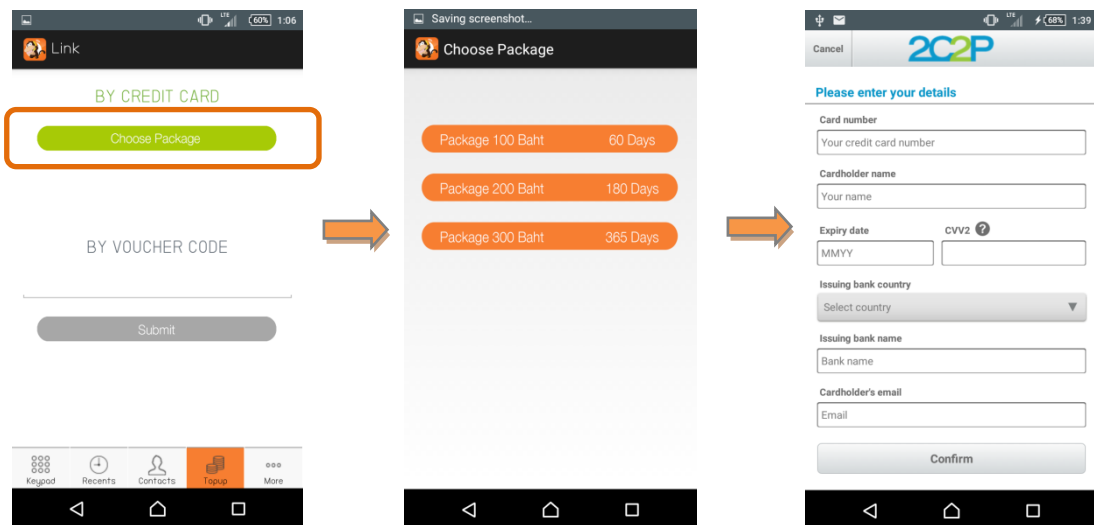 60% 1:06
Link
BY CREDIT CARD
Choose Package
BY VOUCHER CODE
Submit
Keypad Recents Contacts Topup More
Saving screenshot...
Choose Package
Package 100 Baht 60 Days
Package 200 Baht 180 Days
Package 300 Baht 365 Days
LTE 68% 1:39
Cancel 2C2P
Please enter your details
Card number
Your credit card number
Cardholder name
Your name
Expiry date CVV2 ?
MMYY
Issuing bank country
Select country
Issuing bank name
Bank name
Cardholder's email
Email
Confirm